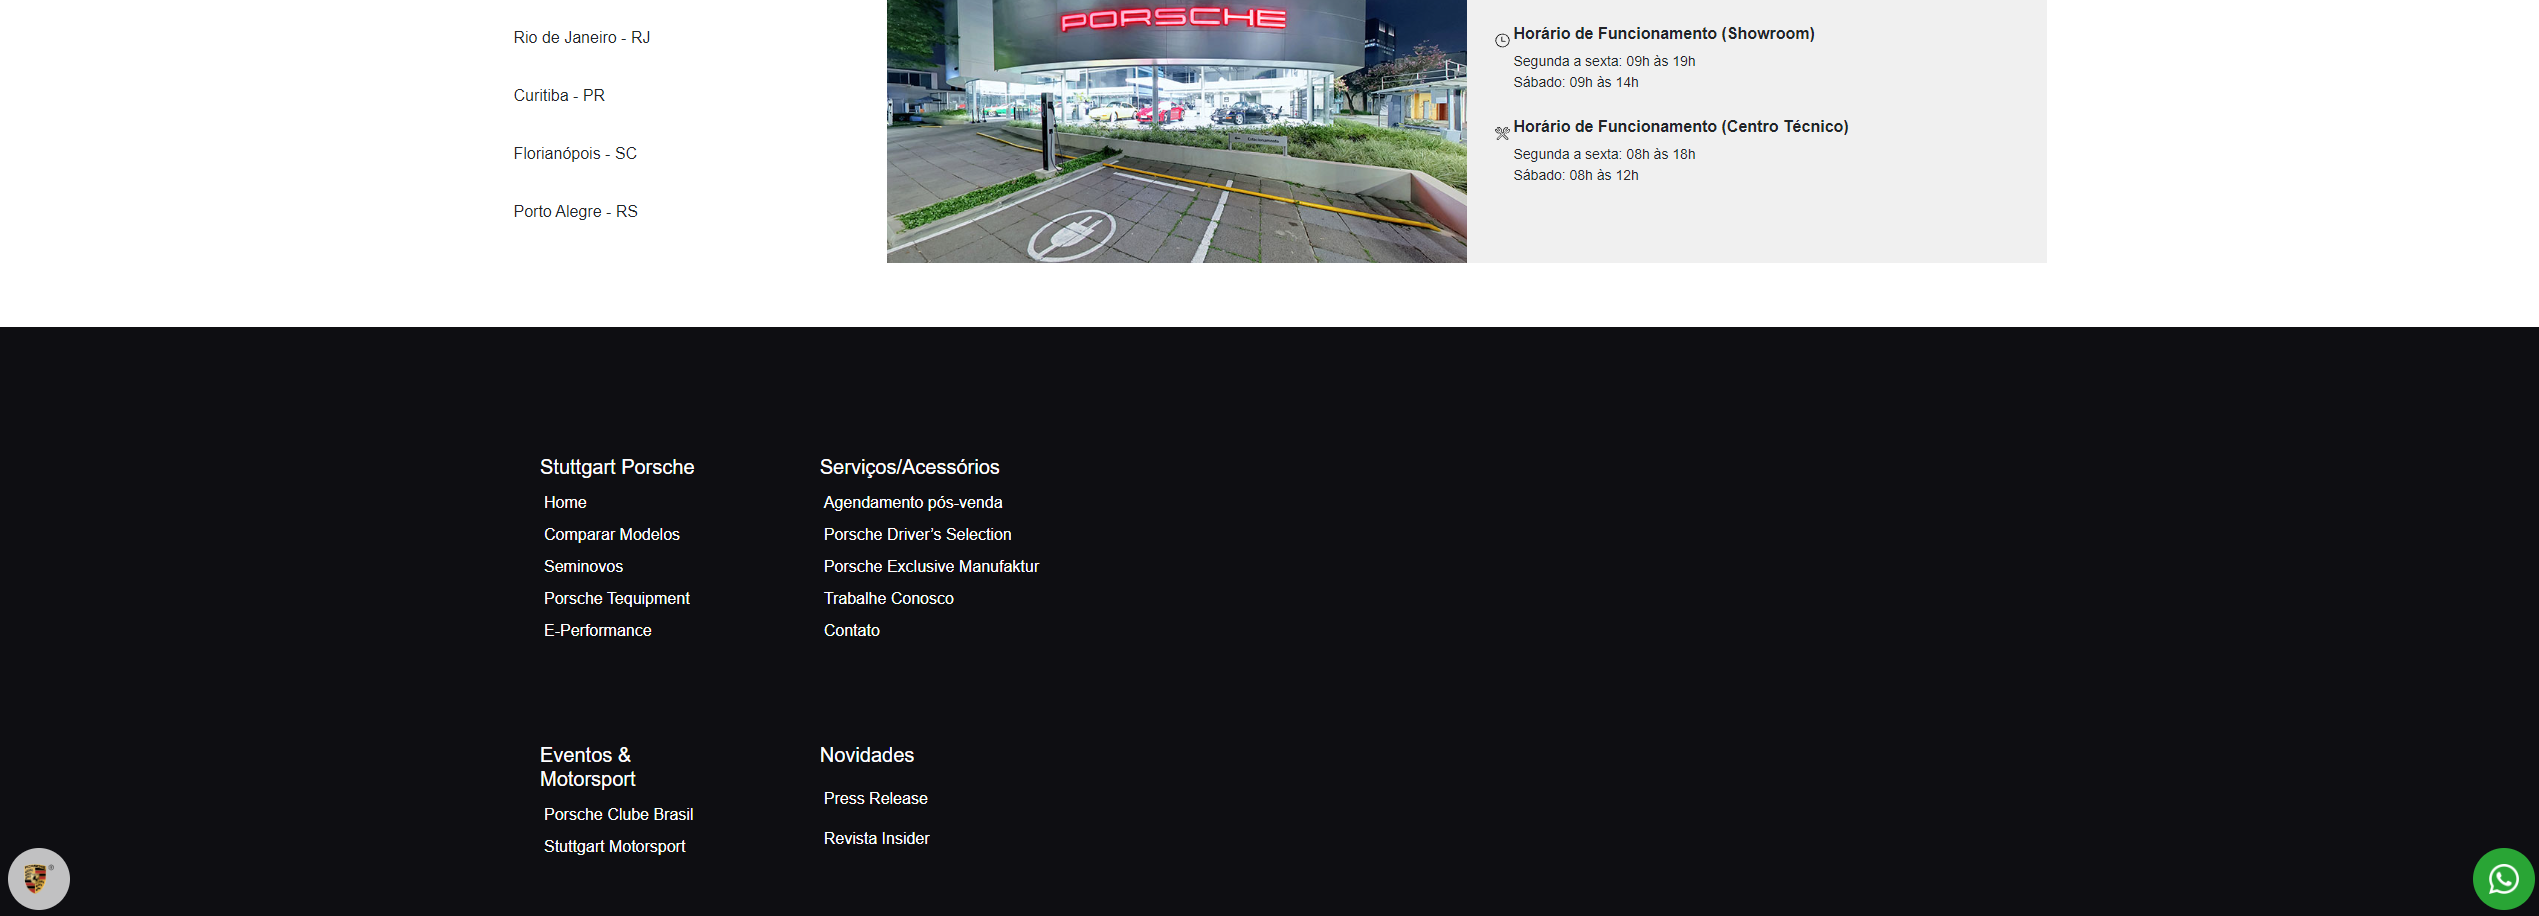 Rio de Janeiro - RJ
Curitiba - PR
Florianópois - SC
Porto Alegre - RS
PORSCHE
Horário de Funcionamento (Showroom)
Segunda a sexta: 09h às 19h
Sábado: 09h às 14h
Horário de Funcionamento (Centro Técnico)
Segunda a sexta: 08h às 18h
Sábado: 08h às 12h
Stuttgart Porsche
Home
Comparar Modelos
Seminovos
Porsche Tequipment
E-Performance
Serviços/Acessórios
Agendamento pós-venda
Porsche Driver’s Selection
Porsche Exclusive Manufaktur
Trabalhe Conosco
Contato
Eventos &
Motorsport
Porsche Clube Brasil
Stuttgart Motorsport
Novidades
Press Release
Revista Insider